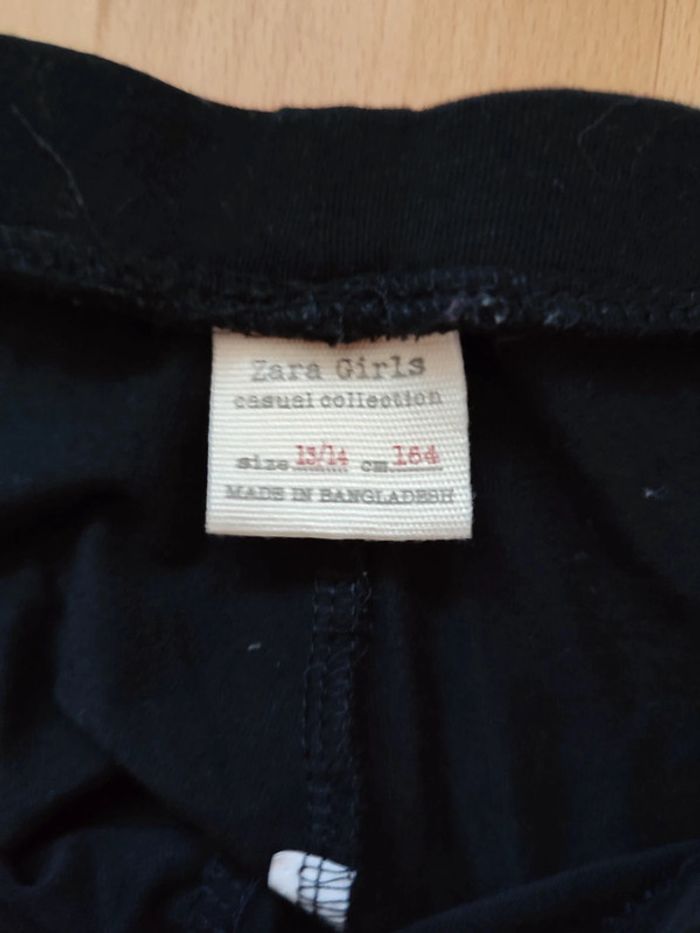 Zara Girls
casual collection
size 13/14 cm 164
MADE IN BANGLADESH